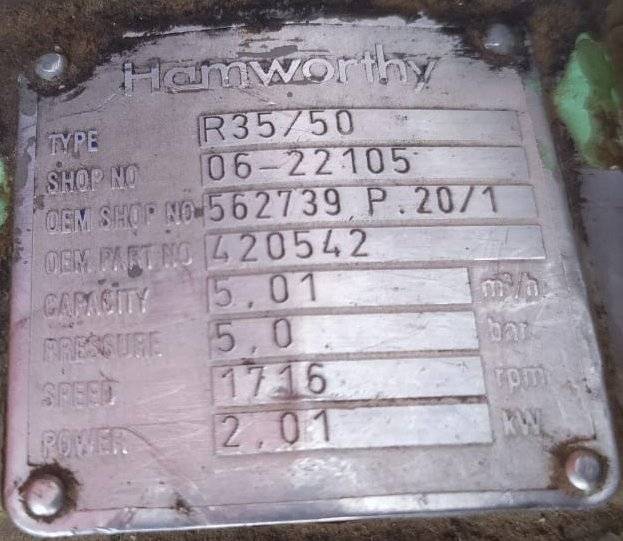 Hamworthy
TYPE R35/50
SHOP NO 06-22105
OEM SHOP NO 562739 P.20/1
OEM PART NO 420542
CAPACITY 5,01 m³/h
PRESSURE 5,0 bar
SPEED 1716 rpm
POWER 2,01 kW